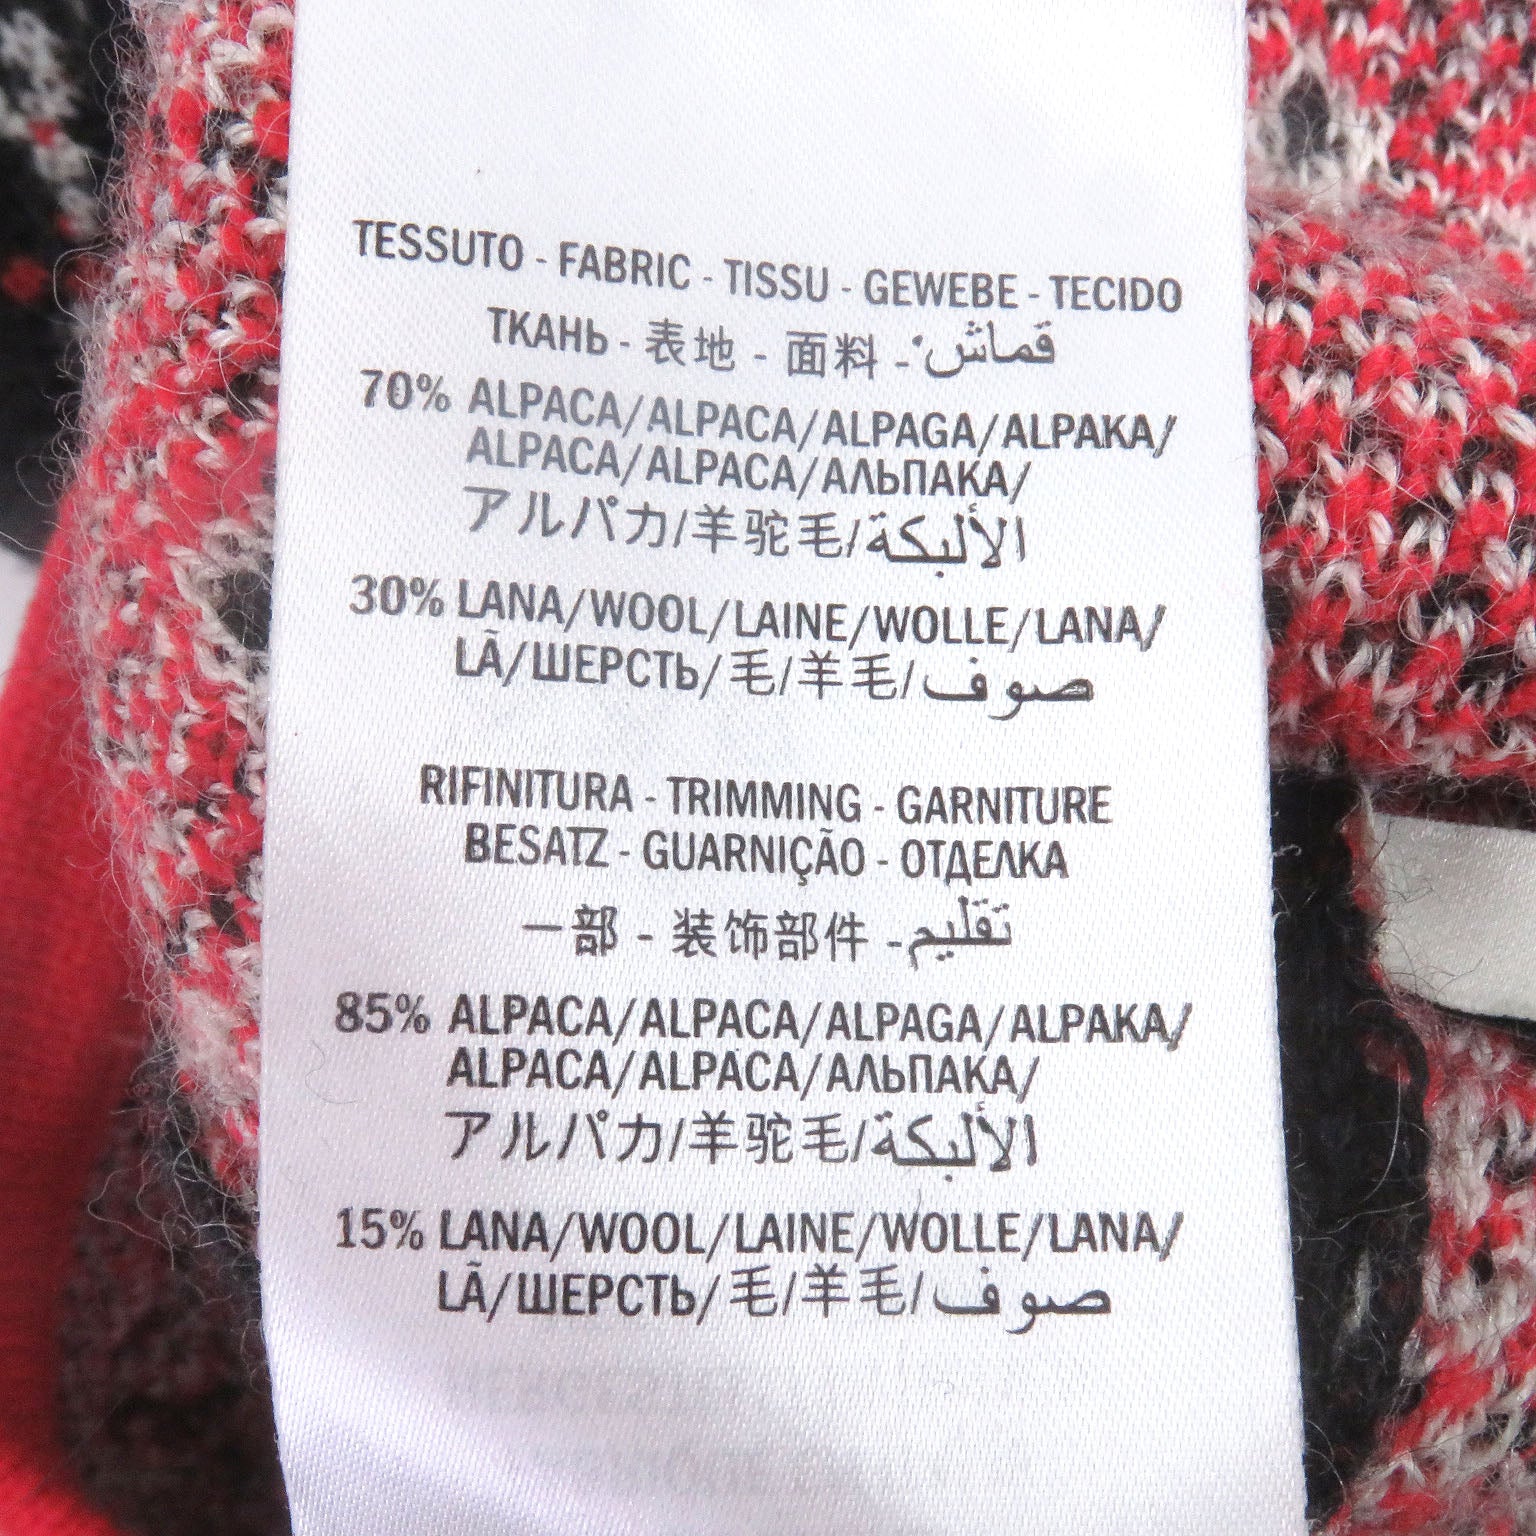 TESSUTO - FABRIC - TISSU - GEWEBE - TECIDO
ТКАНЬ - 表地 - 面料 - قماش
70% ALPACA/ALPACA/ALPAGA/ALPAKA/
ALPACA/ALPACA/АЛЬПАКА/
アルパカ/羊驼毛/الألبكة
30% LANA/WOOL/LAINE/WOLLE/LANA/
LÃ/ШЕРСТЬ/毛/羊毛/صوف
RIFINITURA - TRIMMING - GARNITURE
BESATZ - GUARNIÇÃO - ОТДЕЛКА
一部 - 装饰部件 - تقليم
85% ALPACA/ALPACA/ALPAGA/ALPAKA/
ALPACA/ALPACA/АЛЬПАКА/
アルパカ/羊驼毛/الألبكة
15% LANA/WOOL/LAINE/WOLLE/LANA/
LÃ/ШЕРСТЬ/毛/羊毛/صوف